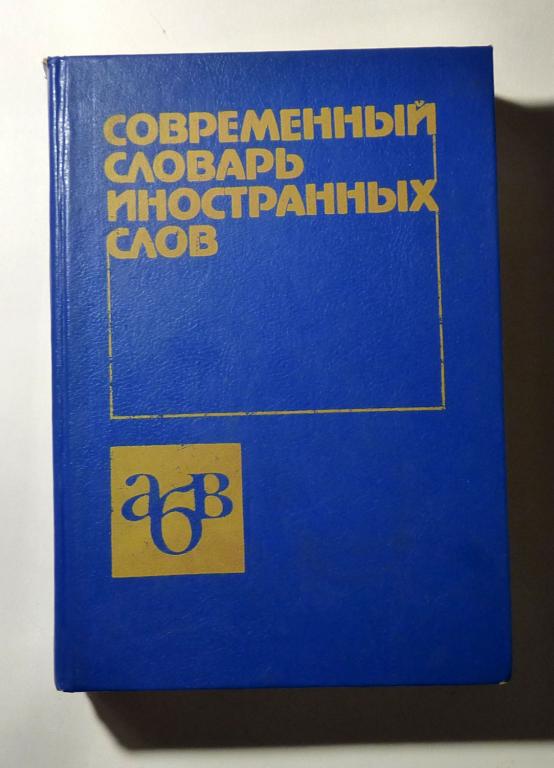 СОВРЕМЕННЫЙ
СЛОВАРЬ
ИНОСТРАННЫХ
СЛОВ
абв